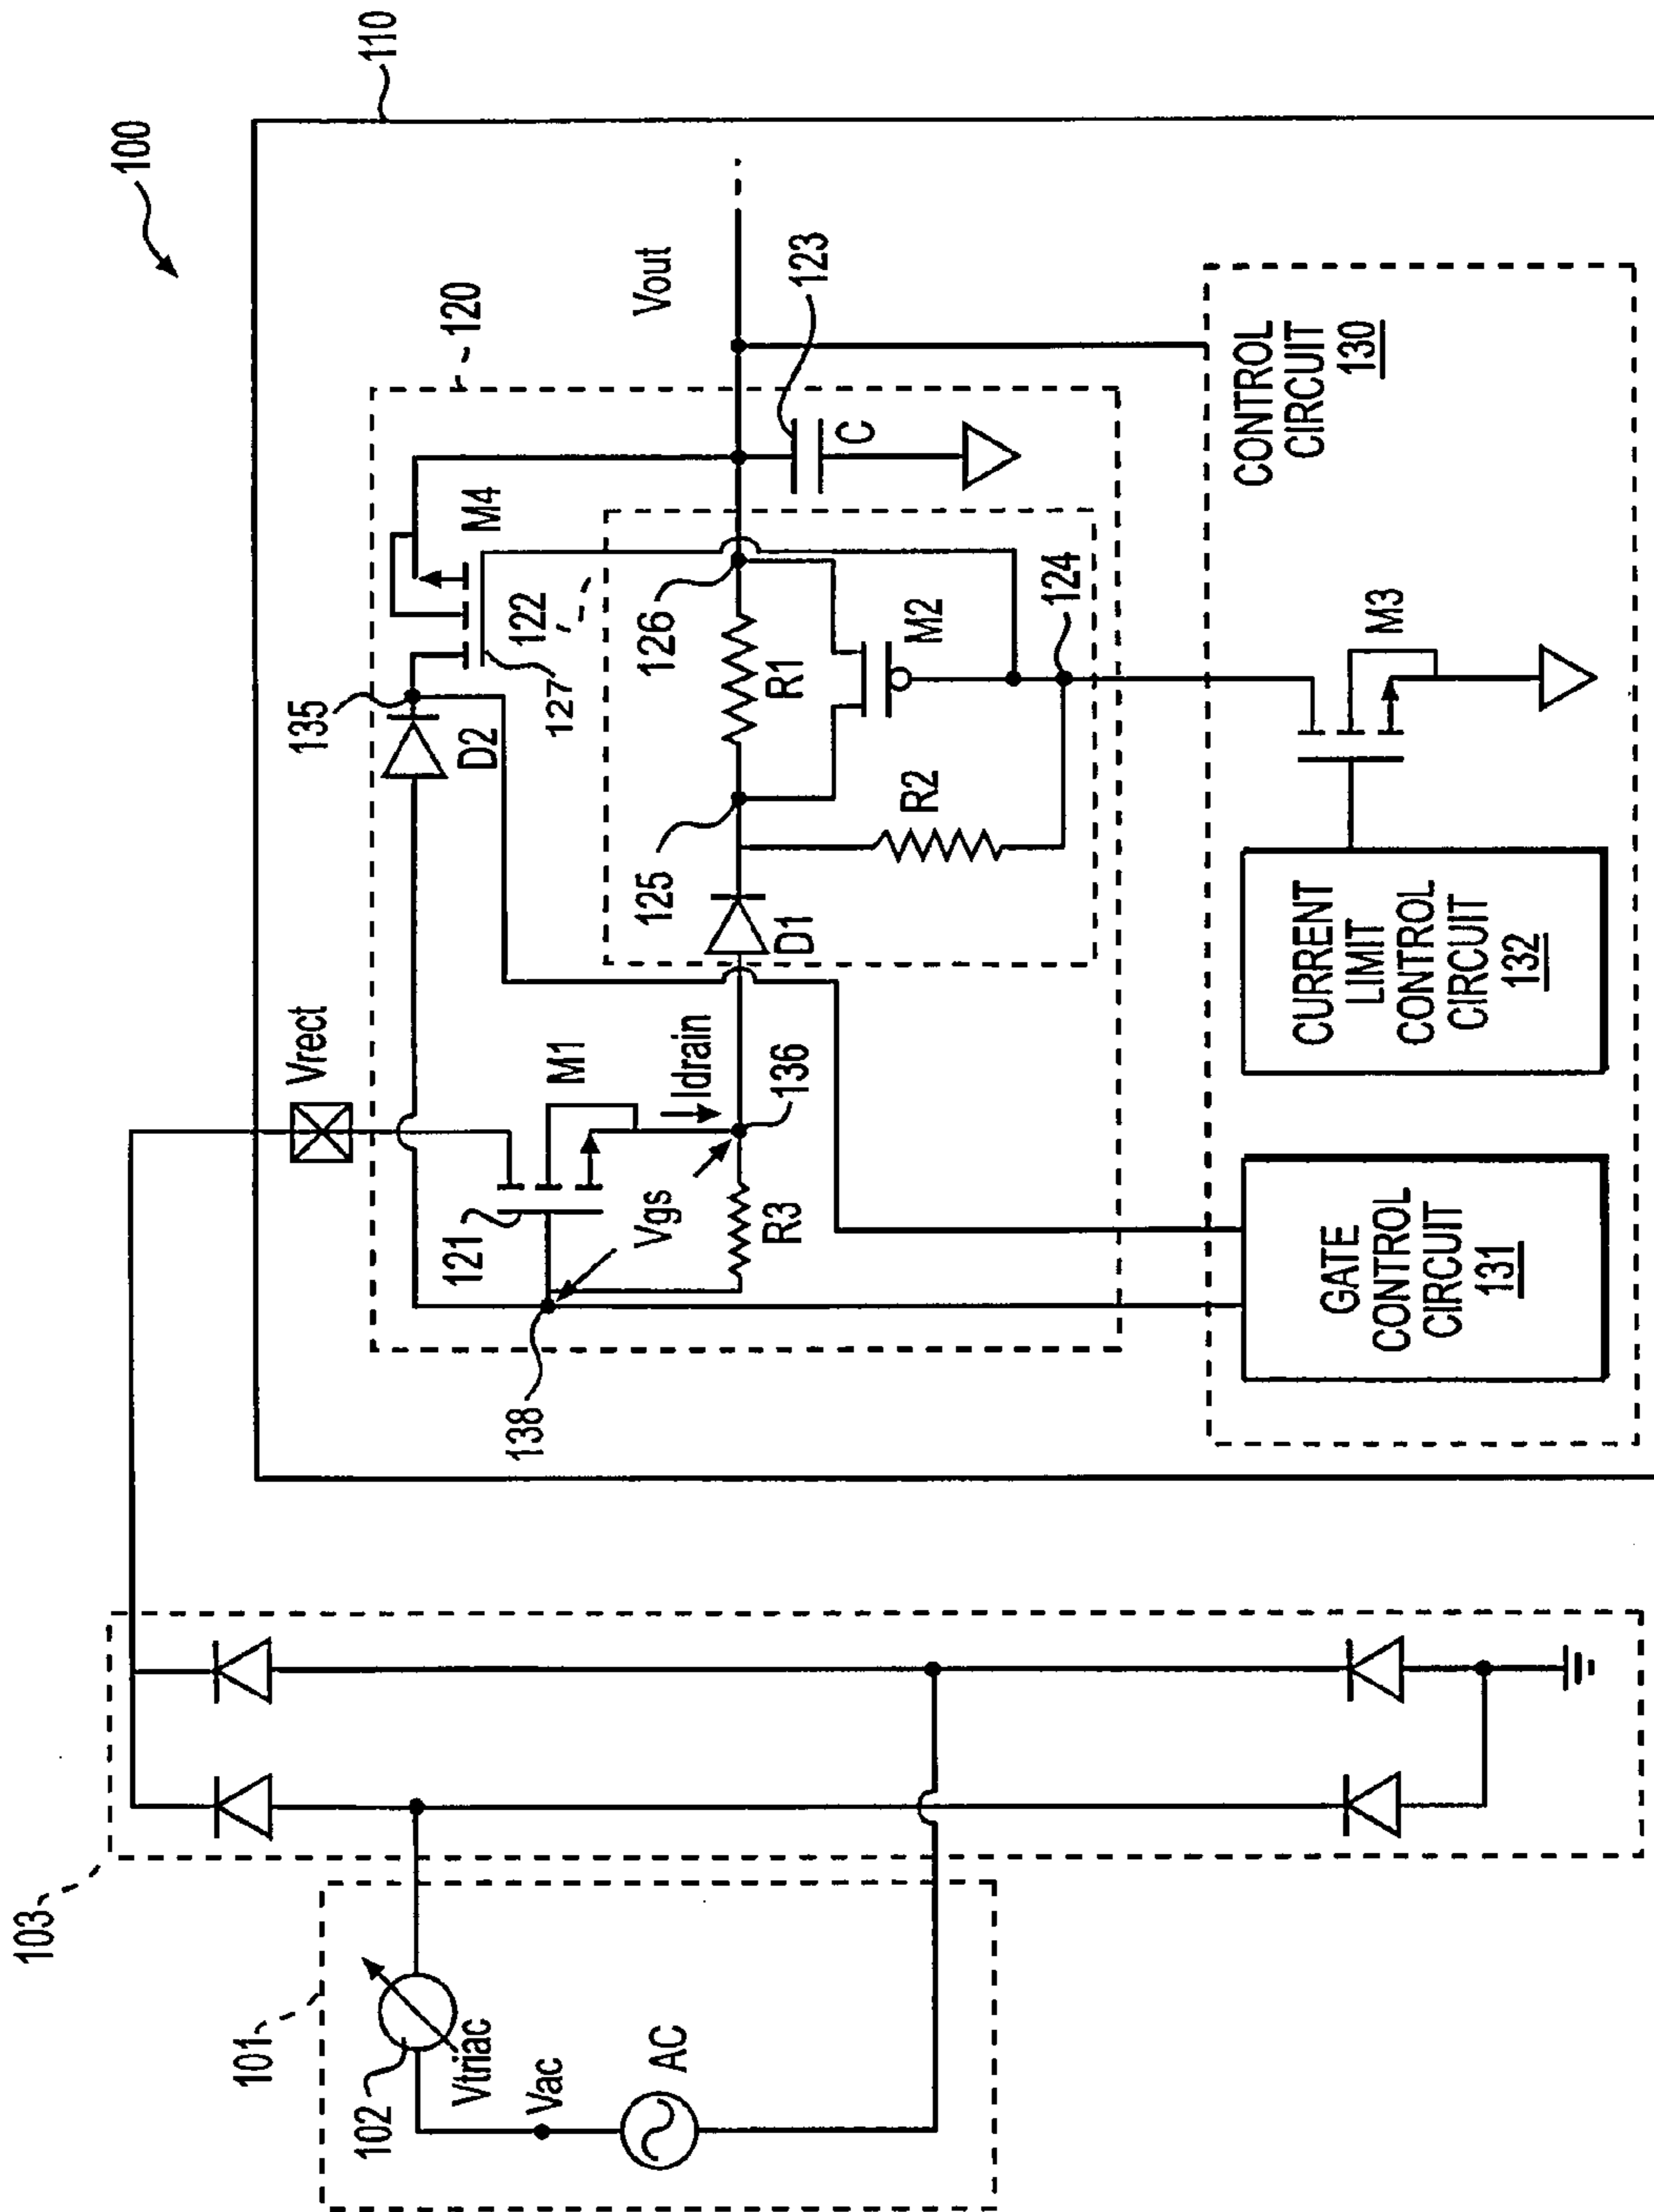 100
110
103
101
102
Vtriac
Vac
AC
Vrect
120
135
D2
M4
122
127
121
M1
Vgs
Idrain
138
R3
136
125
D1
R1
126
R2
M2
124
Vout
123
C
GATE
CONTROL
CIRCUIT
131
CURRENT
LIMIT
CONTROL
CIRCUIT
132
M3
CONTROL
CIRCUIT
130